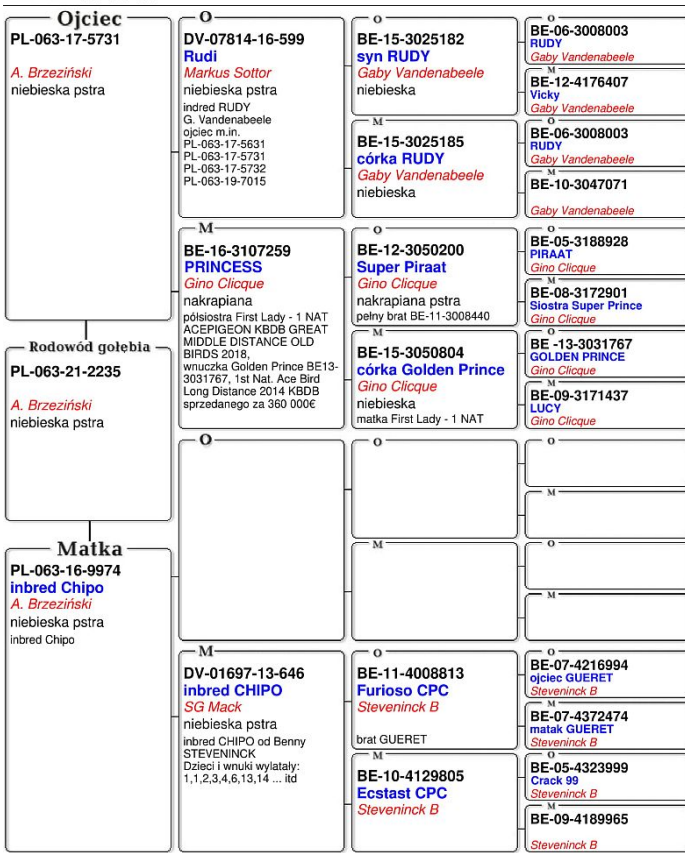 Ojciec
PL-063-17-5731
A. Brzeziński
niebieska pstra
Rodowód gołębia
PL-063-21-2235
A. Brzeziński
niebieska pstra
Matka
PL-063-16-9974
inbred Chipo
A. Brzeziński
niebieska pstra
inbred Chipo
O
DV-07814-16-599
Rudi
Markus Sottor
niebieska pstra
indred RUDY
G. Vandenabeele
ojciec m.in.
PL-063-17-5631
PL-063-17-5731
PL-063-17-5732
PL-063-19-7015
M
BE-16-3107259
PRINCESS
Gino Clicque
nakrapiana
półsiostra First Lady - 1 NAT
ACEPIGEON KBDB GREAT
MIDDLE DISTANCE OLD
BIRDS 2018,
wnuczka Golden Prince BE13-
3031767, 1st Nat. Ace Bird
Long Distance 2014 KBDB
sprzedanego za 360 000€
O
M
DV-01697-13-646
inbred CHIPO
SG Mack
niebieska pstra
inbred CHIPO od Benny
STEVENINCK
Dzieci i wnuki wylataly:
1,1,2,3,4,6,13,14 ... itd
O
BE-15-3025182
syn RUDY
Gaby Vandenabeele
niebieska
M
BE-15-3025185
córka RUDY
Gaby Vandenabeele
niebieska
O
BE-12-3050200
Super Piraat
Gino Clicque
nakrapiana pstra
pełny brat BE-11-3008440
M
BE-15-3050804
córka Golden Prince
Gino Clicque
niebieska
matka First Lady - 1 NAT
O
M
O
BE-11-4008813
Furioso CPC
Steveninck B
brat GUERET
M
BE-10-4129805
Ecstast CPC
Steveninck B
O
BE-06-3008003
RUDY
Gaby Vandenabeele
M
BE-12-4176407
Vicky
Gaby Vandenabeele
O
BE-06-3008003
RUDY
Gaby Vandenabeele
M
BE-10-3047071
Gaby Vandenabeele
O
BE-05-3188928
PIRAAT
Gino Clicque
M
BE-08-3172901
Siostra Super Prince
Gino Clicque
O
BE -13-3031767
GOLDEN PRINCE
Gino Clicque
M
BE-09-3171437
LUCY
Gino Clicque
O
M
O
M
O
BE-07-4216994
ojciec GUERET
Steveninck B
M
BE-07-4372474
matak GUERET
Steveninck B
O
BE-05-4323999
Crack 99
Steveninck B
M
BE-09-4189965
Steveninck B